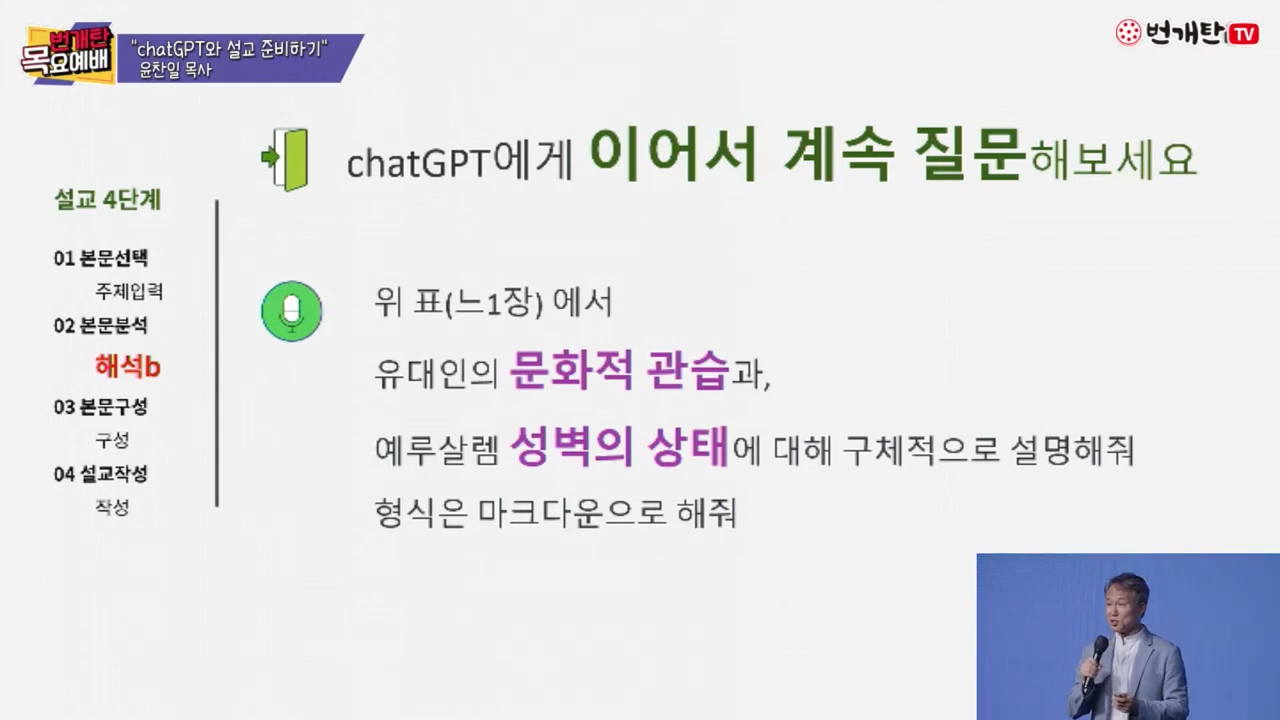 번개탄
목요예배
"chatGPT와 설교 준비하기"
윤찬일 목사
번개탄 TV
chatGPT에게 이어서 계속 질문해보세요
설교 4단계
01 본문선택
주제입력
02 본문분석
해석b
03 본문구성
구성
04 설교작성
작성
위 표(느1장) 에서
유대인의 문화적 관습과,
예루살렘 성벽의 상태에 대해 구체적으로 설명해줘
형식은 마크다운으로 해줘